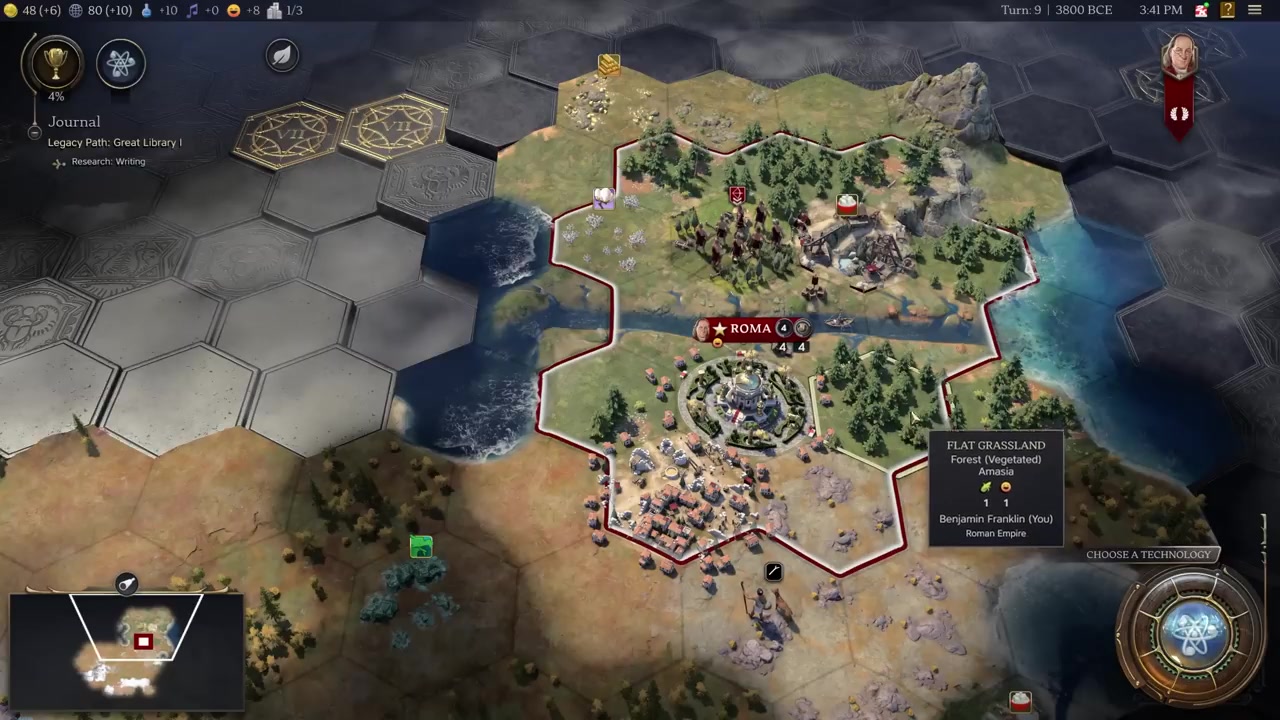 48 (+6) 80 (+10) +10 +0 +8 1/3
Turn: 9 | 3800 BCE 3:41 PM ?
4%
Journal
Legacy Path: Great Library I
Research: Writing
VII VII
ROMA 4
4 4
FLAT GRASSLAND
Forest (Vegetated)
Amasia
1 1
Benjamin Franklin (You)
Roman Empire
CHOOSE A TECHNOLOGY